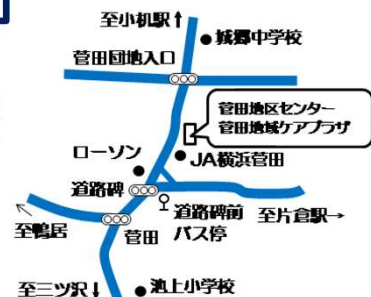 至小机駅↑
城郷中学校
菅田団地入口
菅田地区センター
菅田地域ケアプラザ
ローソン
JA横浜菅田
道路碑
道路碑前
バス停
至片倉駅→
至鴨居
菅田
至三ツ沢↓
池上小学校